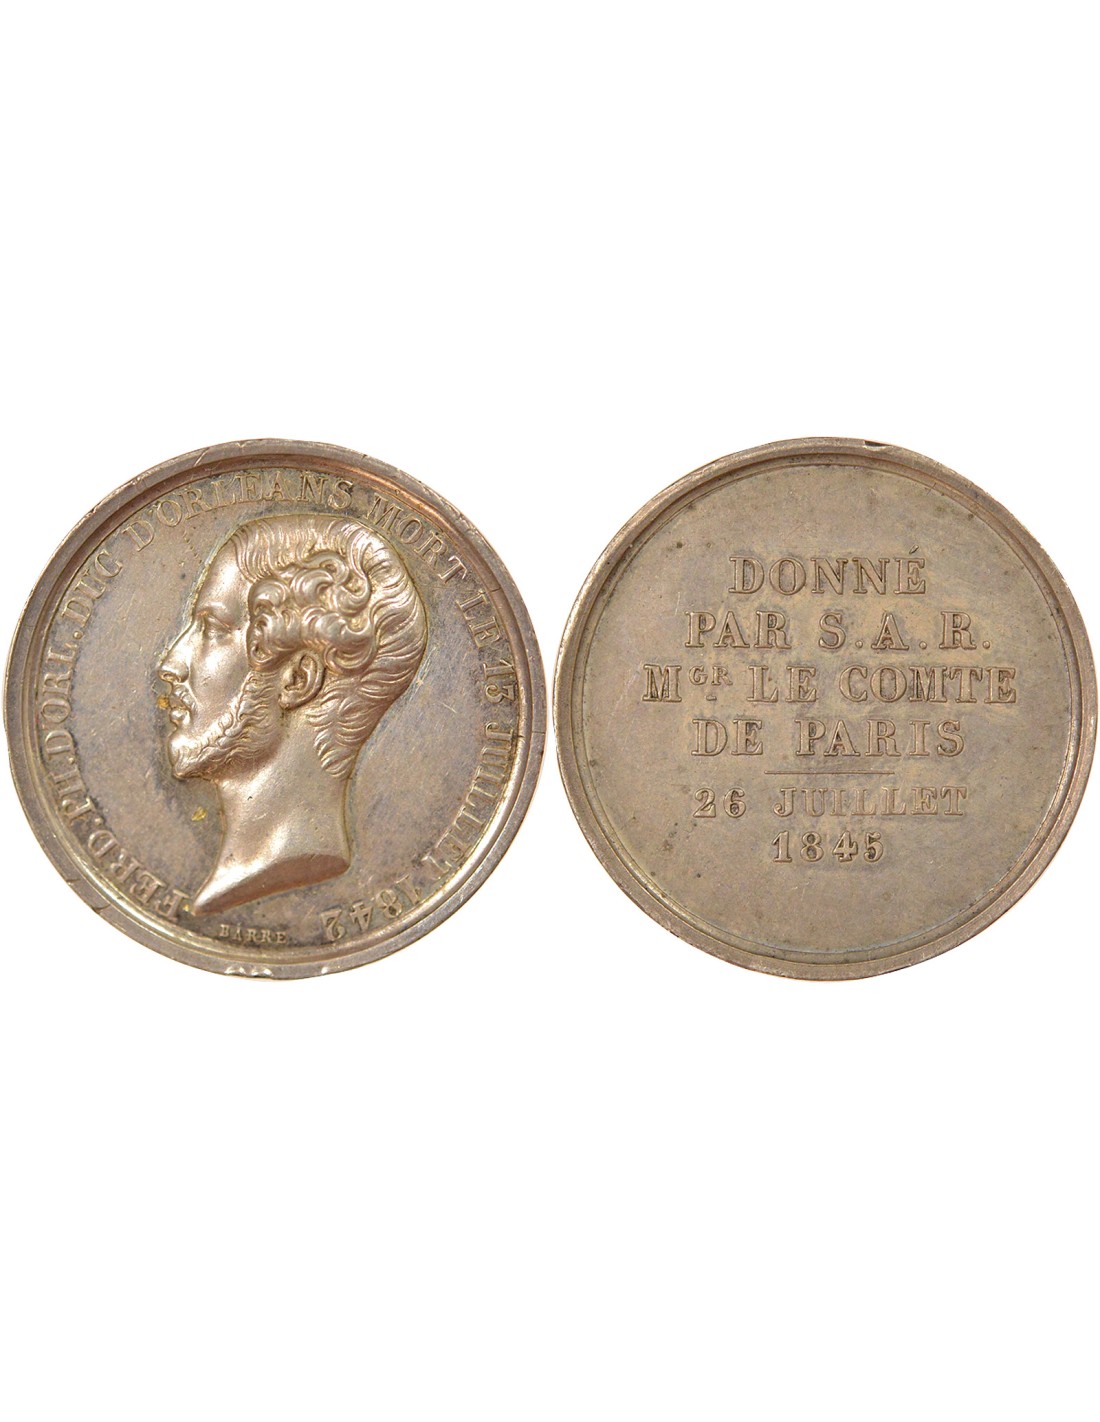 FERD.PH.D'ORL.DUC D'ORLEANS MORT LE 13 JUILLET 1842
BARRE
DONNÉ
PAR S.A.R.
MGR LE COMTE
DE PARIS
26 JUILLET
1845